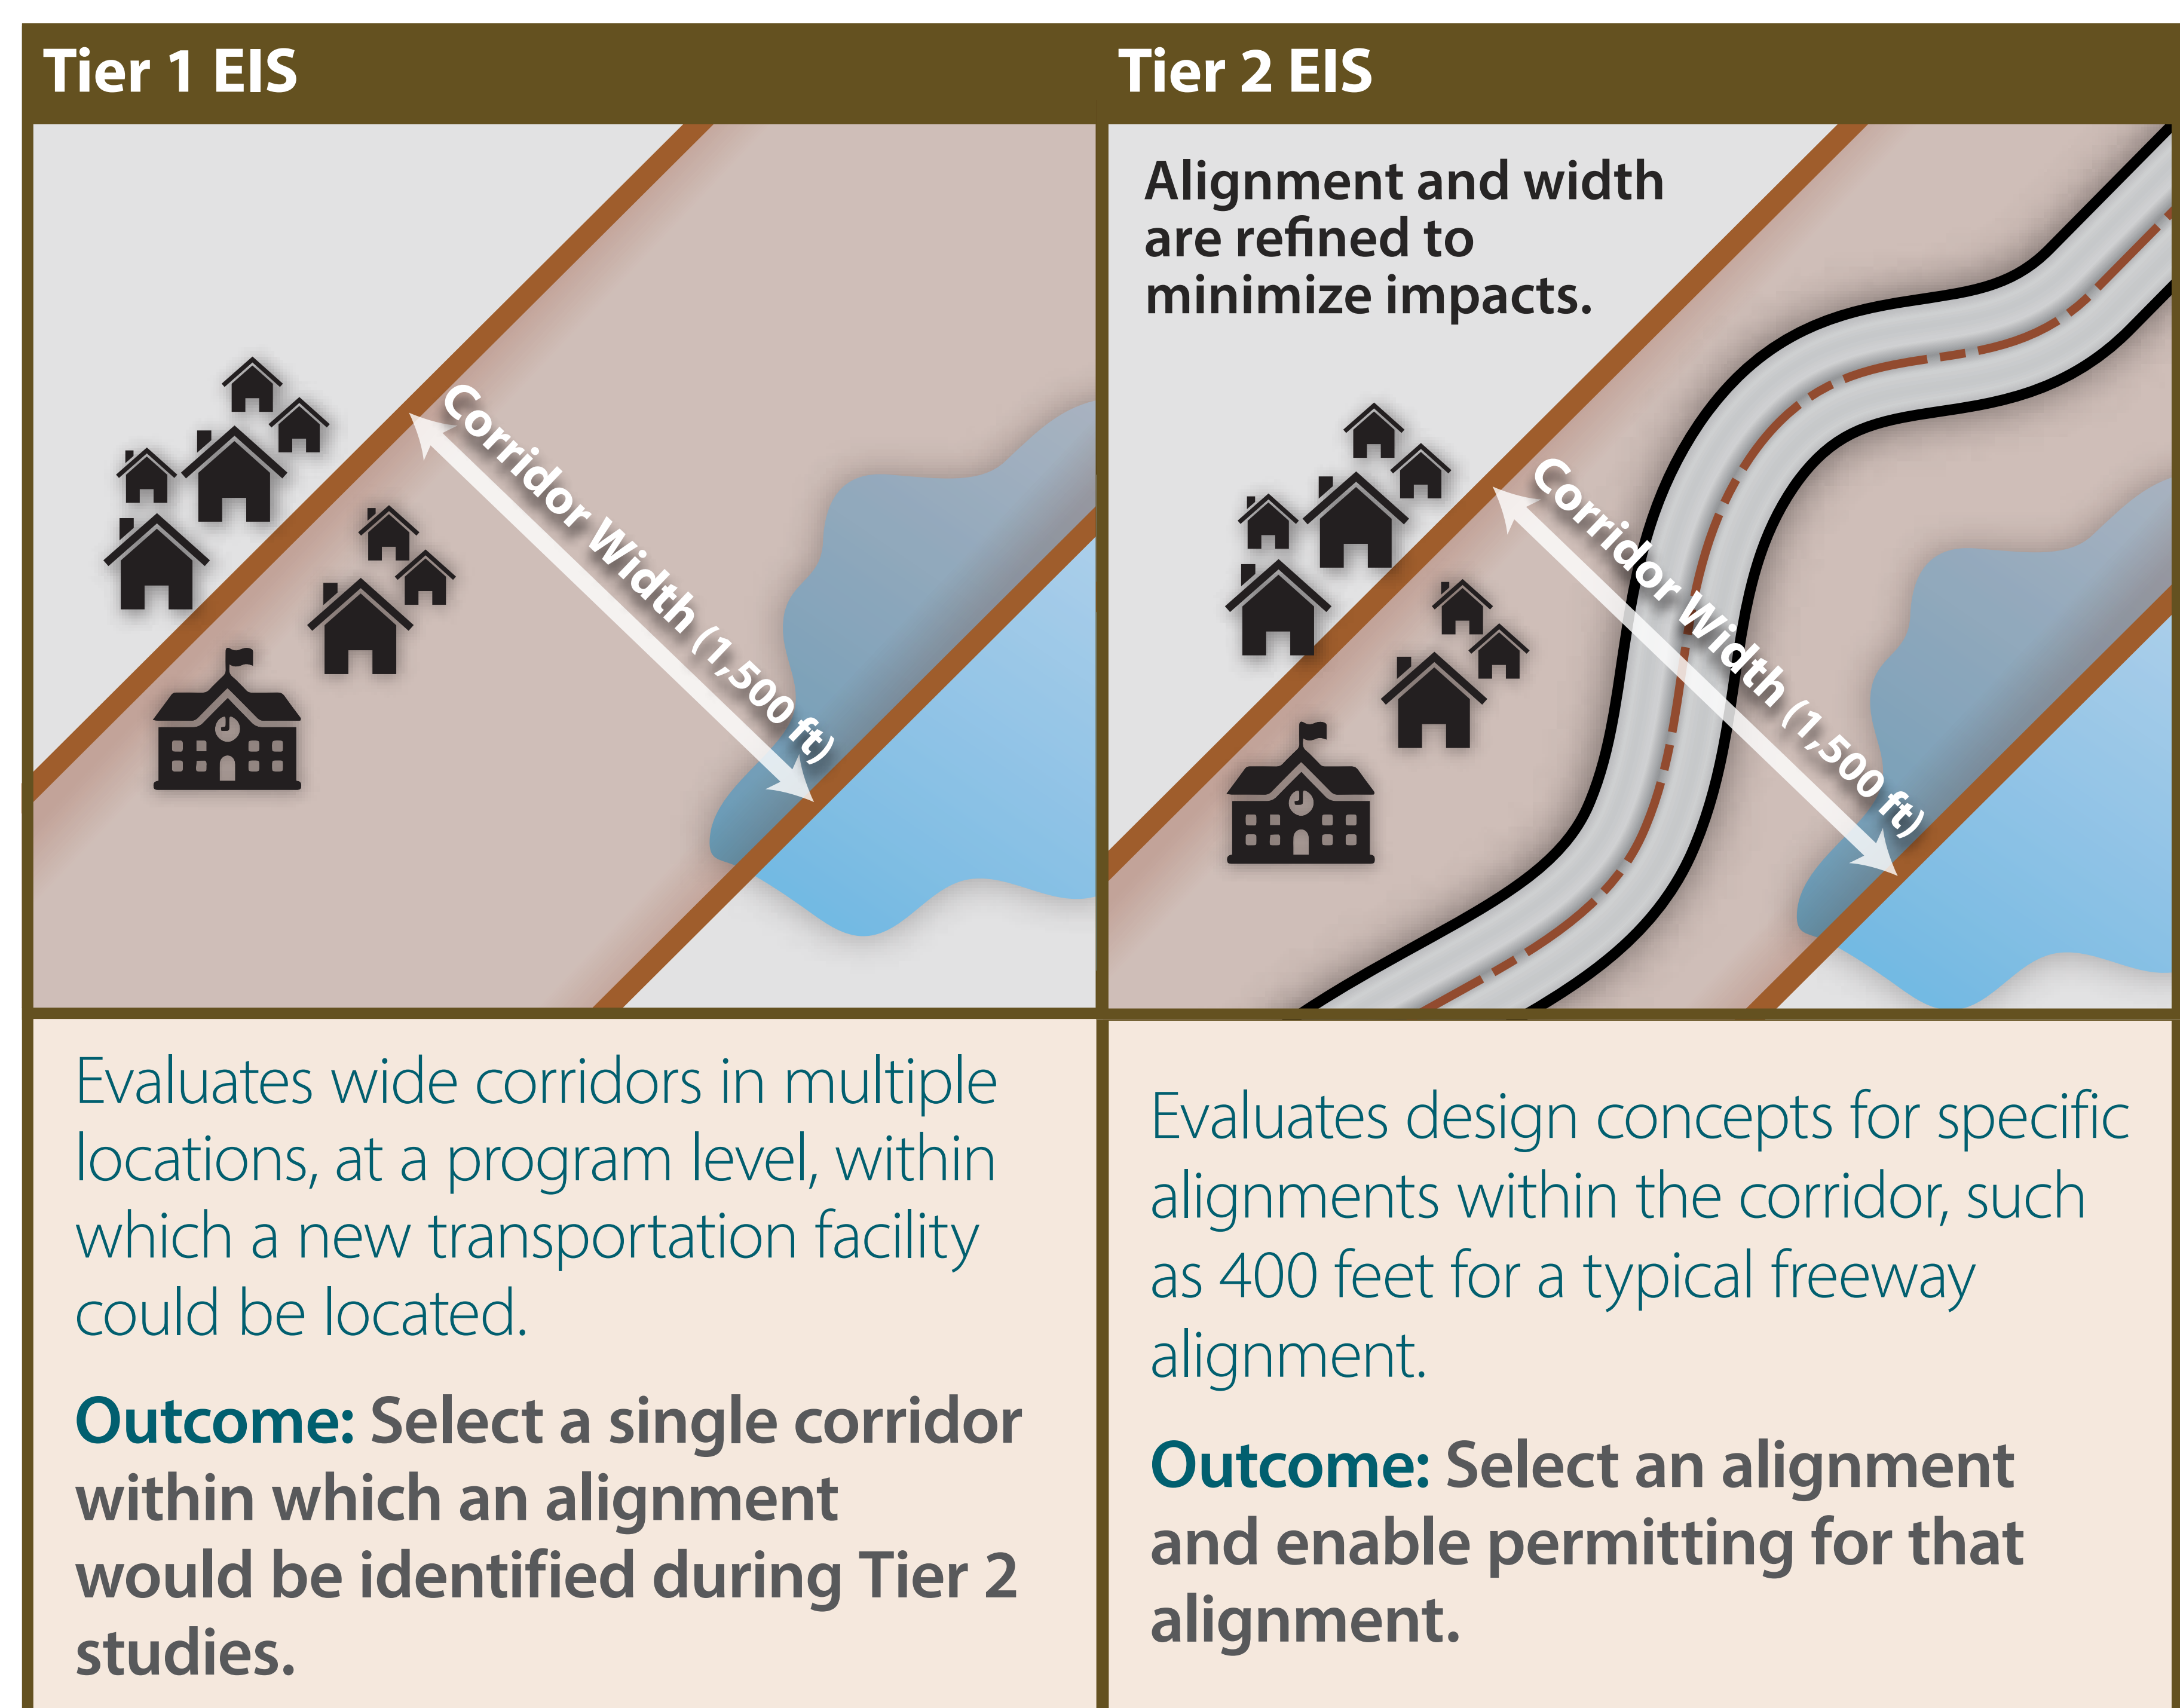 Tier 1 EIS
Corridor Width (1,500 ft)
Evaluates wide corridors in multiple
locations, at a program level, within
which a new transportation facility
could be located.
Outcome: Select a single corridor
within which an alignment
would be identified during Tier 2
studies.
Tier 2 EIS
Alignment and width
are refined to
minimize impacts.
Corridor Width (1,500 ft)
Evaluates design concepts for specific
alignments within the corridor, such
as 400 feet for a typical freeway
alignment.
Outcome: Select an alignment
and enable permitting for that
alignment.